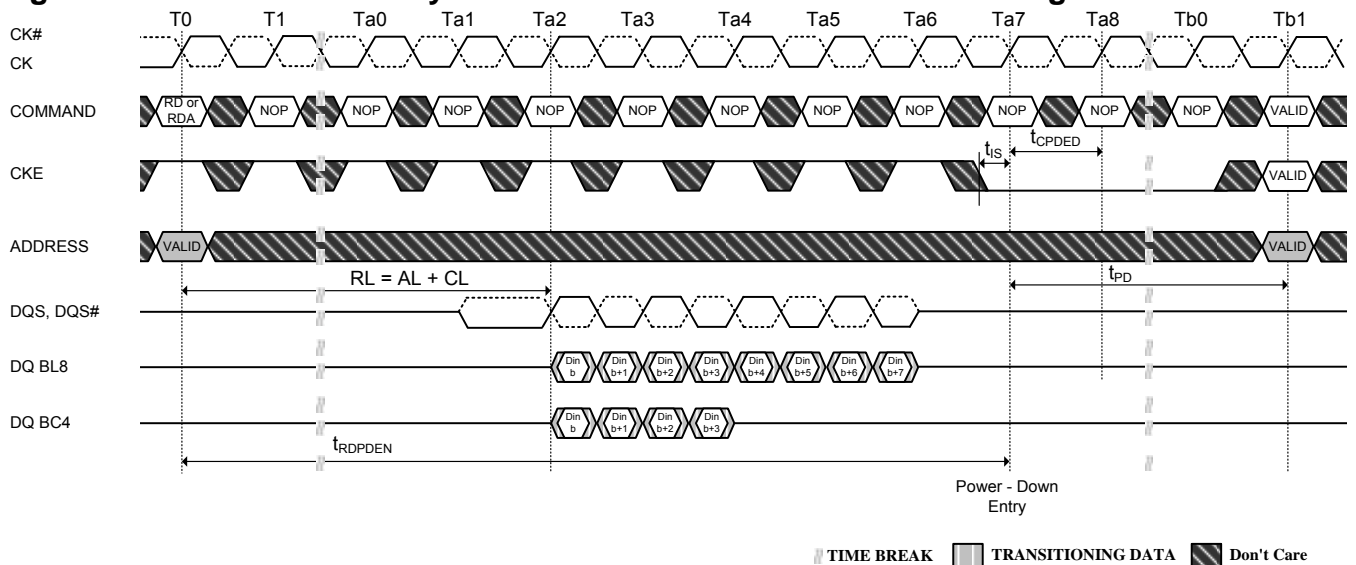 T0 T1 Ta0 Ta1 Ta2 Ta3 Ta4 Ta5 Ta6 Ta7 Ta8 Tb0 Tb1
CK#
CK
COMMAND RD or RDA NOP NOP NOP NOP NOP NOP NOP NOP NOP NOP NOP VALID
tIS tCPDED
CKE VALID
ADDRESS VALID VALID
RL = AL + CL tPD
DQS, DQS#
DQ BL8 Din b Din b+1 Din b+2 Din b+3 Din b+4 Din b+5 Din b+6 Din b+7
DQ BC4 Din b Din b+1 Din b+2 Din b+3
tRDPDEN
Power - Down
Entry
TIME BREAK TRANSITIONING DATA Don't Care